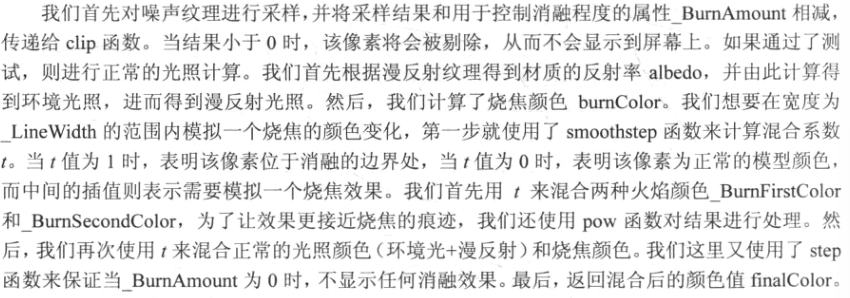 我们首先对噪声纹理进行采样，并将采样结果和用于控制消融程度的属性_BurnAmount 相减，
传递给 clip 函数。当结果小于 0 时，该像素将会被剔除，从而不会显示到屏幕上。如果通过了测
试，则进行正常的光照计算。我们首先根据漫反射纹理得到材质的反射率 albedo，并由此计算得
到环境光照，进而得到漫反射光照。然后，我们计算了烧焦颜色 burnColor。我们想要在宽度为
_LineWidth 的范围内模拟一个烧焦的颜色变化，第一步就使用了 smoothstep 函数来计算混合系数
t。当 t 值为 1 时，表明该像素位于消融的边界处，当 t 值为 0 时，表明该像素为正常的模型颜色，
而中间的插值则表示需要模拟一个烧焦效果。我们首先用 t 来混合两种火焰颜色_BurnFirstColor
和_BurnSecondColor，为了让效果更接近烧焦的痕迹，我们还使用 pow 函数对结果进行处理。然
后，我们再次使用 t 来混合正常的光照颜色（环境光+漫反射）和烧焦颜色。我们这里又使用了 step
函数来保证当_BurnAmount 为 0 时，不显示任何消融效果。最后，返回混合后的颜色值 finalColor。